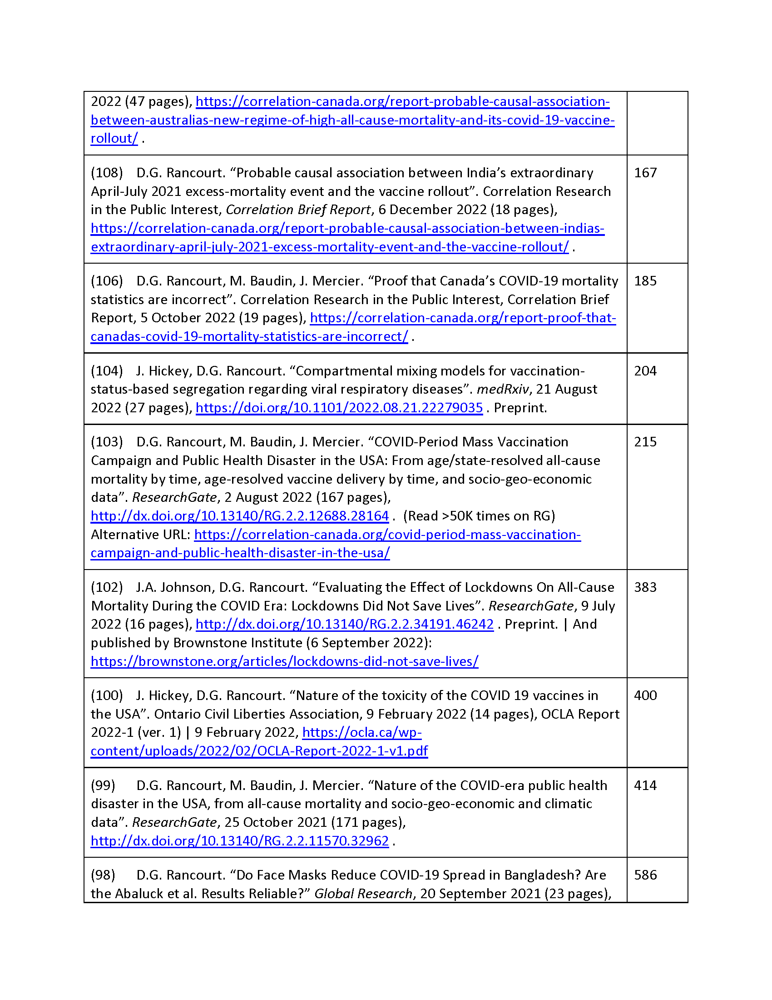 2022 (47 pages), https://correlation-canada.org/report-probable-causal-association-
between-australias-new-regime-of-high-all-cause-mortality-and-its-covid-19-vaccine-
rollout/ .
(108) D.G. Rancourt. “Probable causal association between India’s extraordinary 167
April-July 2021 excess-mortality event and the vaccine rollout”. Correlation Research
in the Public Interest, Correlation Brief Report, 6 December 2022 (18 pages),
https://correlation-canada.org/report-probable-causal-association-between-indias-
extraordinary-april-july-2021-excess-mortality-event-and-the-vaccine-rollout/ .
(106) D.G. Rancourt, M. Baudin, J. Mercier. “Proof that Canada’s COVID-19 mortality 185
statistics are incorrect”. Correlation Research in the Public Interest, Correlation Brief
Report, 5 October 2022 (19 pages), https://correlation-canada.org/report-proof-that-
canadas-covid-19-mortality-statistics-are-incorrect/ .
(104) J. Hickey, D.G. Rancourt. “Compartmental mixing models for vaccination- 204
status-based segregation regarding viral respiratory diseases”. medRxiv, 21 August
2022 (27 pages), https://doi.org/10.1101/2022.08.21.22279035 . Preprint.
(103) D.G. Rancourt, M. Baudin, J. Mercier. “COVID-Period Mass Vaccination 215
Campaign and Public Health Disaster in the USA: From age/state-resolved all-cause
mortality by time, age-resolved vaccine delivery by time, and socio-geo-economic
data”. ResearchGate, 2 August 2022 (167 pages),
http://dx.doi.org/10.13140/RG.2.2.12688.28164 . (Read >50K times on RG)
Alternative URL: https://correlation-canada.org/covid-period-mass-vaccination-
campaign-and-public-health-disaster-in-the-usa/
(102) J.A. Johnson, D.G. Rancourt. “Evaluating the Effect of Lockdowns On All-Cause 383
Mortality During the COVID Era: Lockdowns Did Not Save Lives”. ResearchGate, 9 July
2022 (16 pages), http://dx.doi.org/10.13140/RG.2.2.34191.46242 . Preprint. | And
published by Brownstone Institute (6 September 2022):
https://brownstone.org/articles/lockdowns-did-not-save-lives/
(100) J. Hickey, D.G. Rancourt. “Nature of the toxicity of the COVID 19 vaccines in 400
the USA”. Ontario Civil Liberties Association, 9 February 2022 (14 pages), OCLA Report
2022-1 (ver. 1) | 9 February 2022, https://ocla.ca/wp-
content/uploads/2022/02/OCLA-Report-2022-1-v1.pdf
(99) D.G. Rancourt, M. Baudin, J. Mercier. “Nature of the COVID-era public health 414
disaster in the USA, from all-cause mortality and socio-geo-economic and climatic
data”. ResearchGate, 25 October 2021 (171 pages),
http://dx.doi.org/10.13140/RG.2.2.11570.32962 .
(98) D.G. Rancourt. “Do Face Masks Reduce COVID-19 Spread in Bangladesh? Are 586
the Abaluck et al. Results Reliable?” Global Research, 20 September 2021 (23 pages),